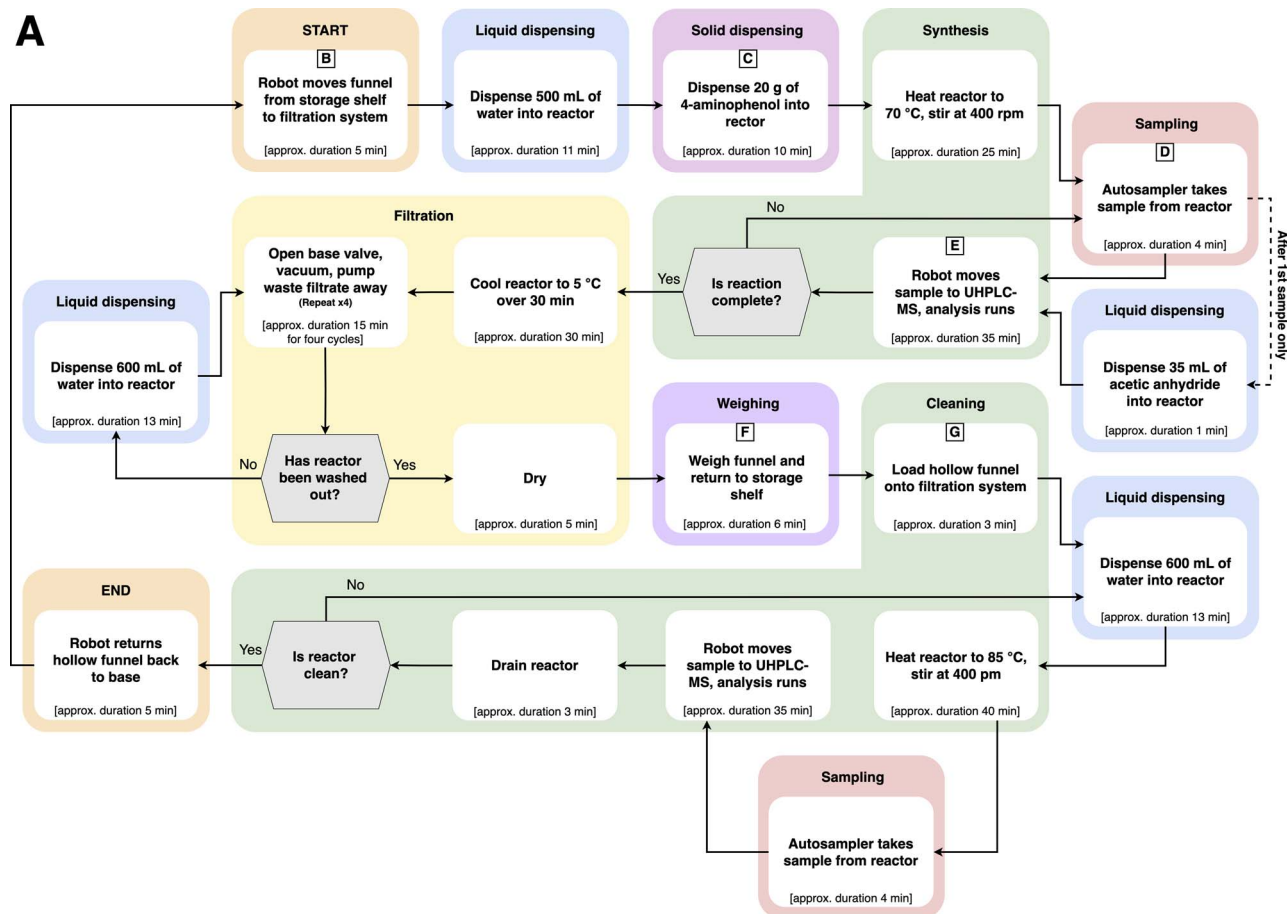 A
START
B
Robot moves funnel
from storage shelf
to filtration system
[approx. duration 5 min]
Liquid dispensing
Dispense 500 mL of
water into reactor
[approx. duration 11 min]
Solid dispensing
C
Dispense 20 g of
4-aminophenol into
rector
[approx. duration 10 min]
Synthesis
Heat reactor to
70 °C, stir at 400 rpm
[approx. duration 25 min]
Sampling
D
Autosampler takes
sample from reactor
[approx. duration 4 min]
After 1st sample only
Liquid dispensing
Dispense 35 mL of
acetic anhydride
into reactor
[approx. duration 1 min]
E
Robot moves
sample to UHPLC-
MS, analysis runs
[approx. duration 35 min]
No
Is reaction
complete?
Yes
Filtration
Cool reactor to 5 °C
over 30 min
[approx. duration 30 min]
Open base valve,
vacuum, pump
waste filtrate away
(Repeat x4)
[approx. duration 15 min
for four cycles]
Liquid dispensing
Dispense 600 mL of
water into reactor
[approx. duration 13 min]
No
Has reactor
been washed
out?
Yes
Dry
[approx. duration 5 min]
Weighing
F
Weigh funnel and
return to storage
shelf
[approx. duration 6 min]
Cleaning
G
Load hollow funnel
onto filtration system
[approx. duration 3 min]
Liquid dispensing
Dispense 600 mL of
water into reactor
[approx. duration 13 min]
Heat reactor to 85 °C,
stir at 400 pm
[approx. duration 40 min]
Sampling
Autosampler takes
sample from reactor
[approx. duration 4 min]
Robot moves
sample to UHPLC-
MS, analysis runs
[approx. duration 35 min]
Drain reactor
[approx. duration 3 min]
No
Is reactor
clean?
Yes
END
Robot returns
hollow funnel back
to base
[approx. duration 5 min]